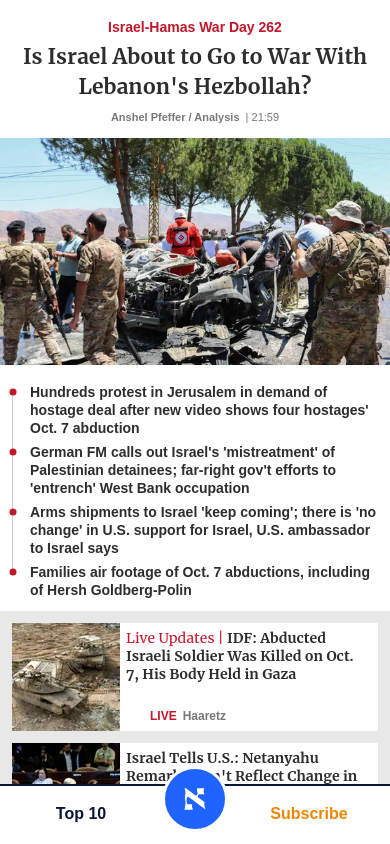 Israel-Hamas War Day 262
Is Israel About to Go to War With
Lebanon's Hezbollah?
Anshel Pfeffer / Analysis | 21:59
Hundreds protest in Jerusalem in demand of
hostage deal after new video shows four hostages'
Oct. 7 abduction
German FM calls out Israel's 'mistreatment' of
Palestinian detainees; far-right gov't efforts to
'entrench' West Bank occupation
Arms shipments to Israel 'keep coming'; there is 'no
change' in U.S. support for Israel, U.S. ambassador
to Israel says
Families air footage of Oct. 7 abductions, including
of Hersh Goldberg-Polin
Live Updates | IDF: Abducted
Israeli Soldier Was Killed on Oct.
7, His Body Held in Gaza
LIVE Haaretz
Israel Tells U.S.: Netanyahu
Reflect Change in
Top 10
Subscribe